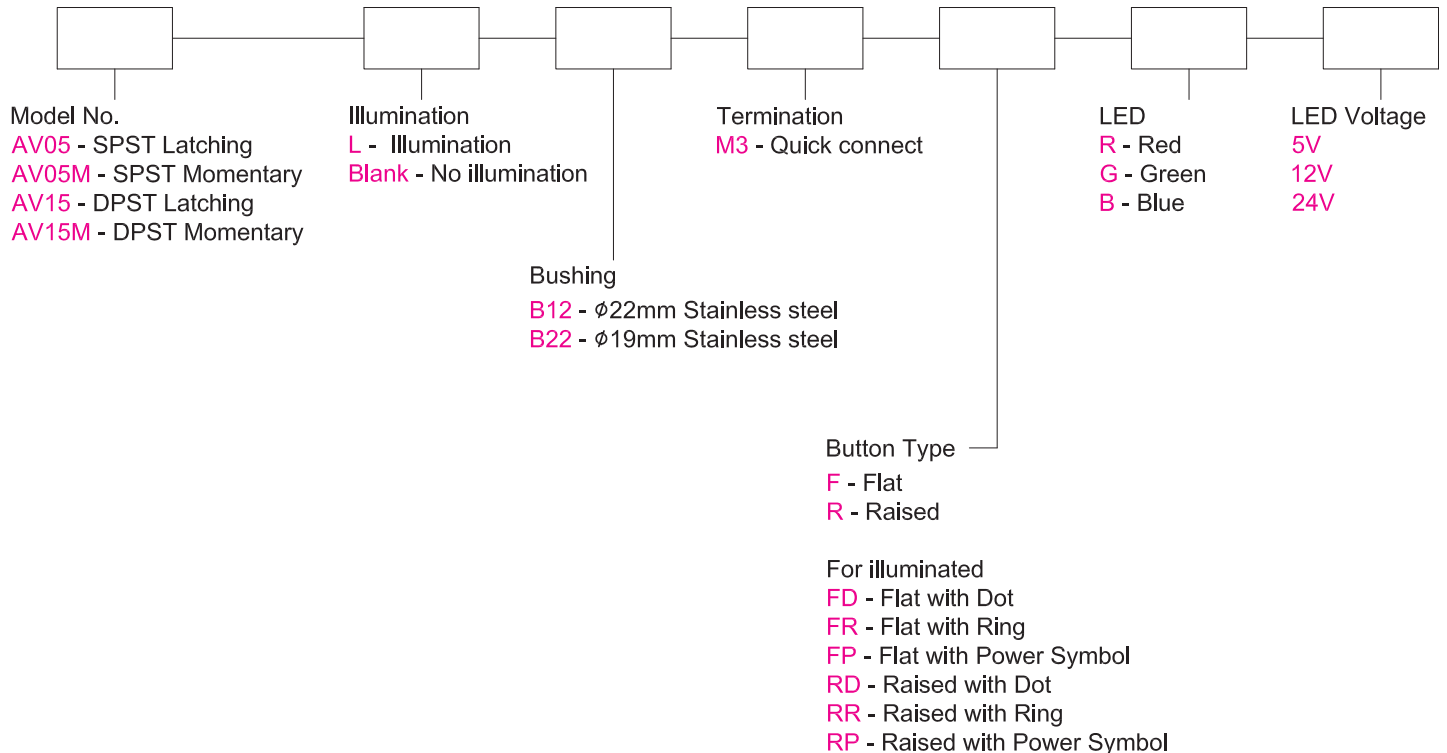 Model No.
AV05 - SPST Latching
AV05M - SPST Momentary
AV15 - DPST Latching
AV15M - DPST Momentary
Illumination
L - Illumination
Blank - No illumination
Bushing
B12 - ϕ22mm Stainless steel
B22 - ϕ19mm Stainless steel
Termination
M3 - Quick connect
Button Type
F - Flat
R - Raised
For illuminated
FD - Flat with Dot
FR - Flat with Ring
FP - Flat with Power Symbol
RD - Raised with Dot
RR - Raised with Ring
RP - Raised with Power Symbol
LED
R - Red
G - Green
B - Blue
LED Voltage
5V
12V
24V